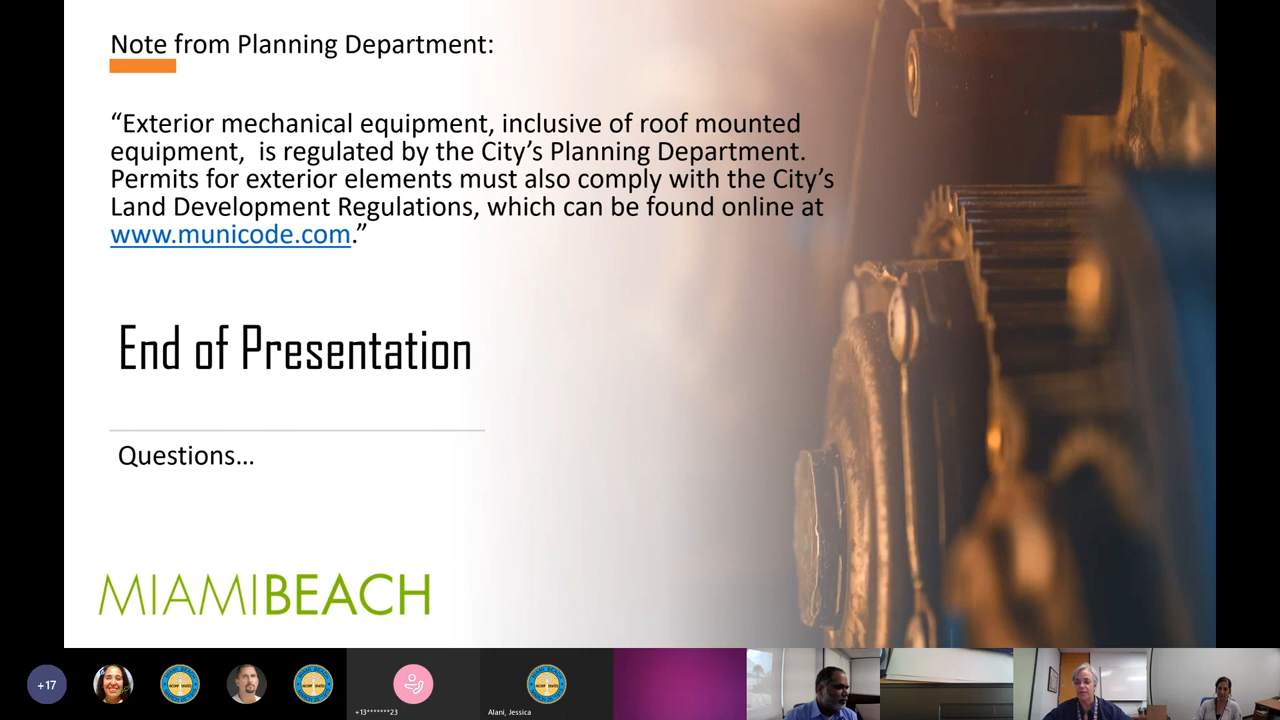 Note from Planning Department:
“Exterior mechanical equipment, inclusive of roof mounted
equipment,  is regulated by the City’s Planning Department.
Permits for exterior elements must also comply with the City’s
Land Development Regulations, which can be found online at
www.municode.com.”
End of Presentation
Questions…
MIAMIBEACH
+17
+13*******23
Alani, Jessica